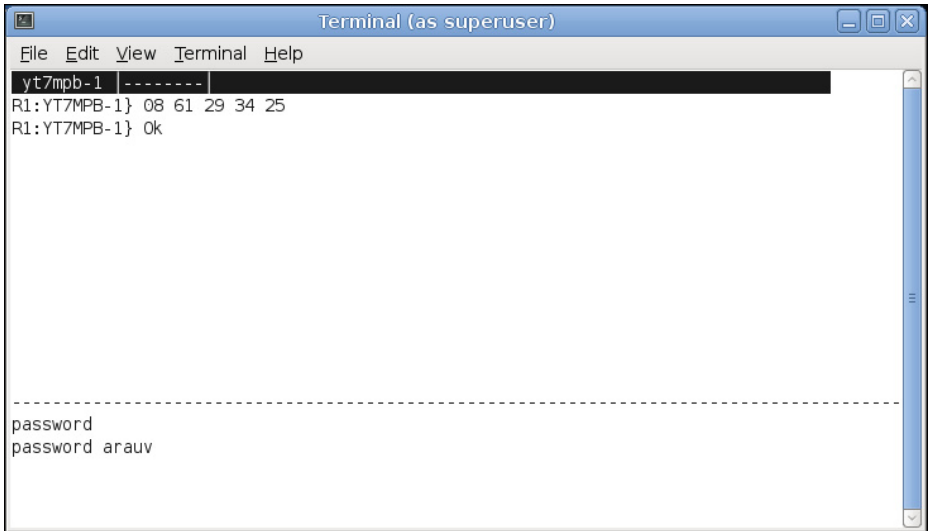 Terminal (as superuser)
File Edit View Terminal Help
yt7mpb-1 |--------|
R1:YT7MPB-1} 08 61 29 34 25
R1:YT7MPB-1} Ok
-----------------------------------------------------------------------------------------
password
password arauv